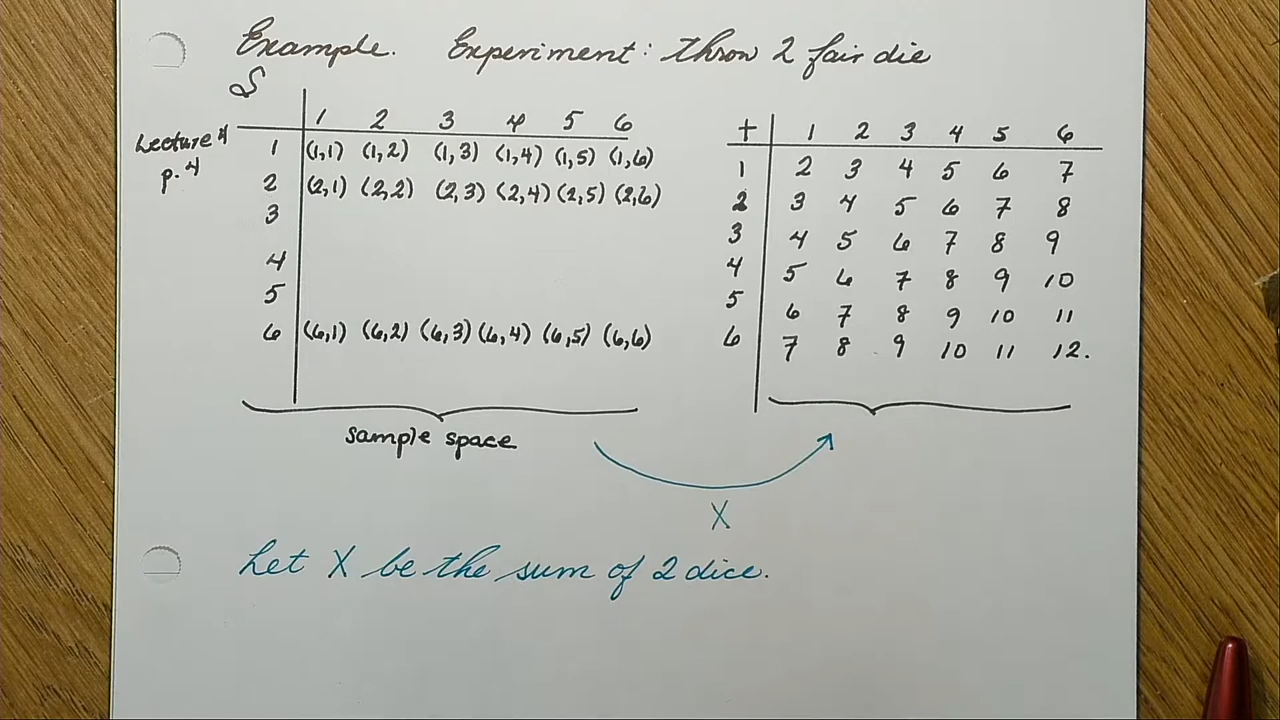 Example. Experiment: throw 2 fair die
S
Lecture 4
p. 4
1 2 3 4 5 6
1 (1,1) (1,2) (1,3) (1,4) (1,5) (1,6)
2 (2,1) (2,2) (2,3) (2,4) (2,5) (2,6)
3
4
5
6 (6,1) (6,2) (6,3) (6,4) (6,5) (6,6)
sample space
+ 1 2 3 4 5 6
1 2 3 4 5 6 7
2 3 4 5 6 7 8
3 4 5 6 7 8 9
4 5 6 7 8 9 10
5 6 7 8 9 10 11
6 7 8 9 10 11 12.
X
Let X be the sum of 2 dice.